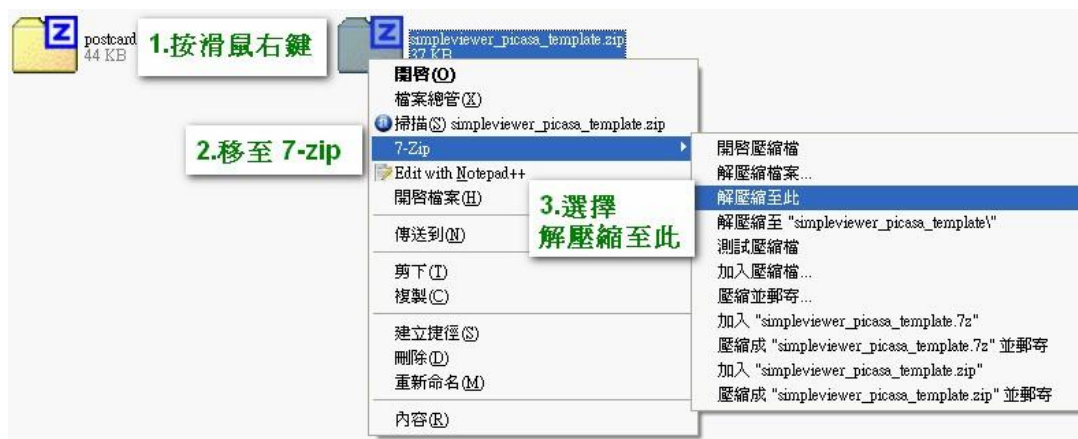 postcard
44 KB
1.按滑鼠右鍵
simpleviewer_picasa_template.zip
37 KB
開啓(O)
檔案總管(X)
掃描(S) simpleviewer_picasa_template.zip
2.移至 7-zip
7-Zip
Edit with Notepad++
開啓檔案(H)
傳送到(N)
剪下(T)
複製(C)
建立捷徑(S)
刪除(D)
重新命名(M)
內容(R)
3.選擇
解壓縮至此
開啓壓縮檔
解壓縮檔案...
解壓縮至此
解壓縮至 "simpleviewer_picasa_template\"
測試壓縮檔
加入壓縮檔...
壓縮並郵寄...
加入 "simpleviewer_picasa_template.7z"
壓縮成 "simpleviewer_picasa_template.7z" 並郵寄
加入 "simpleviewer_picasa_template.zip"
壓縮成 "simpleviewer_picasa_template.zip" 並郵寄